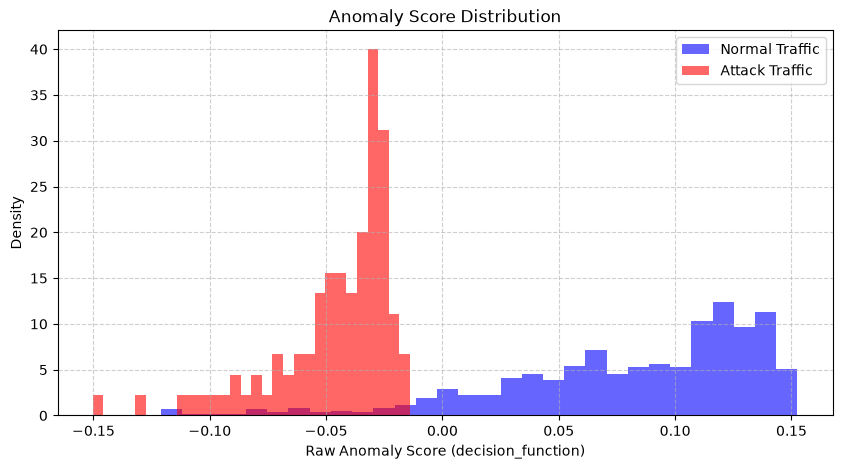 Anomaly Score Distribution
Normal Traffic
Attack Traffic
40
35
30
25
20
15
10
5
0
Density
−0.15 −0.10 −0.05 0.00 0.05 0.10 0.15
Raw Anomaly Score (decision_function)